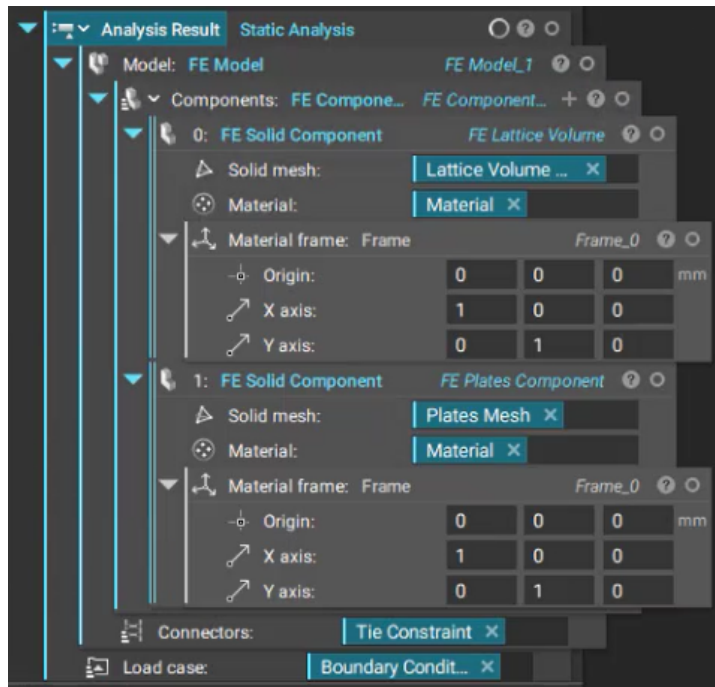 Analysis Result Static Analysis
Model: FE Model FE Model_1
Components: FE Compone... FE Component...
0: FE Solid Component FE Lattice Volume
Solid mesh: Lattice Volume ...
Material: Material
Material frame: Frame Frame_0
Origin: 0 0 0 mm
X axis: 1 0 0
Y axis: 0 1 0
1: FE Solid Component FE Plates Component
Solid mesh: Plates Mesh
Material: Material
Material frame: Frame Frame_0
Origin: 0 0 0 mm
X axis: 1 0 0
Y axis: 0 1 0
Connectors: Tie Constraint
Load case: Boundary Condit...